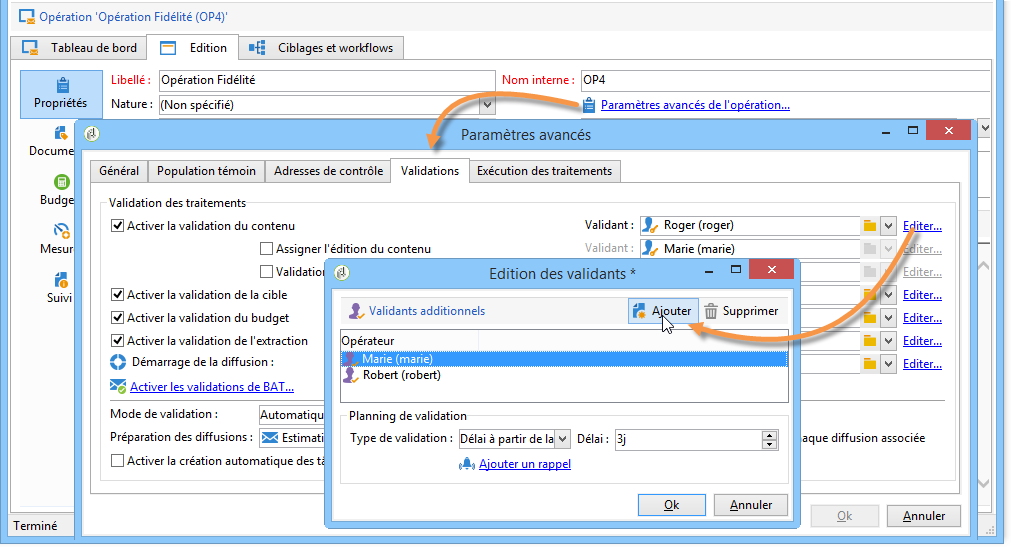 Opération 'Opération Fidélité (OP4)'
Tableau de bord Edition Ciblages et workflows
Propriétés
Libellé : Opération Fidélité Nom interne : OP4
Nature : (Non spécifié) Paramètres avancés de l'opération...
Docume
Budge
Mesur
Suivi
Terminé
Paramètres avancés
Général Population témoin Adresses de contrôle Validations Exécution des traitements
Validation des traitements
Activer la validation du contenu Validant : Roger (roger) Editer...
Assigner l'édition du contenu Validant : Marie (marie) Editer...
Validation Editer...
Activer la validation de la cible Editer...
Activer la validation du budget Editer...
Activer la validation de l'extraction Editer...
Démarrage de la diffusion : Editer...
Activer les validations de BAT...
Mode de validation : Automatiqu
Préparation des diffusions : Estimati aque diffusion associée
Activer la création automatique des tâ
Ok Annuler
Edition des validants *
Validants additionnels Ajouter Supprimer
Opérateur
Marie (marie)
Robert (robert)
Planning de validation
Type de validation : Délai à partir de la Délai : 3j
Ajouter un rappel
Ok Annuler